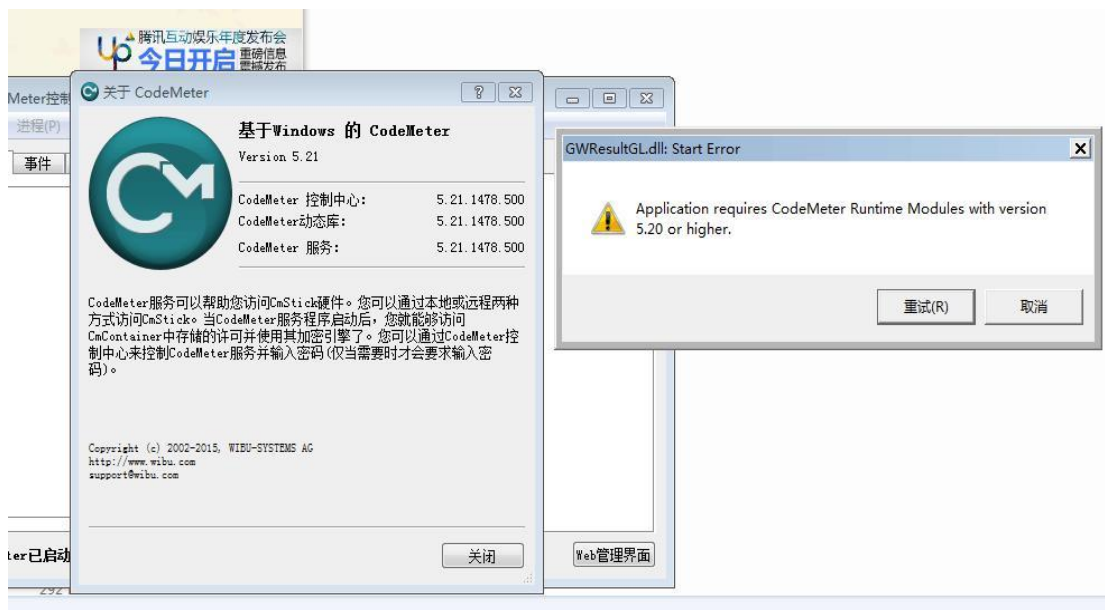 腾讯互动娱乐年度发布会
UP 今日开启 重磅信息
震撼发布
Meter控制
关于 CodeMeter
进程(P)
事件
基于Windows 的 CodeMeter
Version 5.21
CodeMeter 控制中心: 5.21.1478.500
CodeMeter动态库: 5.21.1478.500
CodeMeter 服务: 5.21.1478.500
CodeMeter服务可以帮助您访问CmStick硬件。您可以通过本地或远程两种
方式访问CmStick。当CodeMeter服务程序启动后，您就能够访问
CmContainer中存储的许可并使用其加密引擎了。您可以通过CodeMeter控
制中心来控制CodeMeter服务并输入密码(仅当需要时才会要求输入密
码)。
Copyright (c) 2002-2015, WIBU-SYSTEMS AG
http://www.wibu.com
support@wibu.com
关闭
ter已启动
Web管理界面
292
GWResultGL.dll: Start Error
Application requires CodeMeter Runtime Modules with version
5.20 or higher.
重试(R)
取消